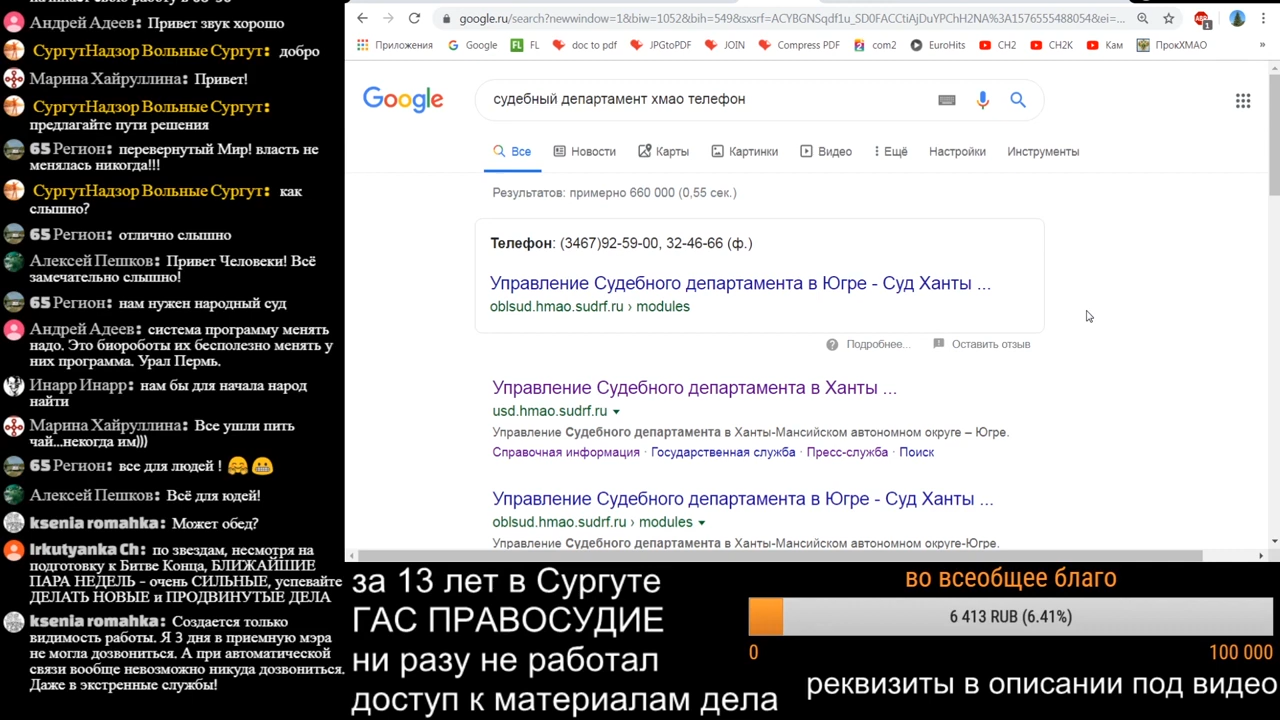 Андрей Адеев: Привет звук хорошо
СургутНадзор Вольные Сургут: добро
Марина Хайруллина: Привет!
СургутНадзор Вольные Сургут:
предлагайте пути решения
65 Регион: перевернутый Мир! власть не
менялась никогда!!!
СургутНадзор Вольные Сургут: как
слышно?
65 Регион: отлично слышно
Алексей Пешков: Привет Человеки! Всё
замечательно слышно!
65 Регион: нам нужен народный суд
Андрей Адеев: система программу менять
надо. Это биороботы их бесполезно менять у
них программа. Урал Пермь.
Инарр Инарр: нам бы для начала народ
найти
Марина Хайруллина: Все ушли пить
чай...некогда им)))
65 Регион: все для людей ! 🤗😬
Алексей Пешков: Всё для юдей!
ksenia romahka: Может обед?
Irkutyanka Ch: по звездам, несмотря на
подготовку к Битве Конца, БЛИЖАЙШИЕ
ПАРА НЕДЕЛЬ - очень СИЛЬНЫЕ, успевайте
ДЕЛАТЬ НОВЫЕ и ПРОДВИНУТЫЕ ДЕЛА
ksenia romahka: Создается только
видимость работы. Я 3 дня в приемную мэра
не могла дозвониться. А при автоматической
связи вообще невозможно никуда дозвониться.
Даже в экстренные службы!
google.ru/search?newwindow=1&biw=1052&bih=549&sxsrf=ACYBGNSqdf1u_SD0FACCtiAjDuYPChH2NA%3A1576555488054&ei=...
ABP 1
Приложения Google FL FL doc to pdf JPGtoPDF JOIN Compress PDF com2 EuroHits CH2 CH2K Кам ПрокХМАО »
Google судебный департамент хмао телефон
Все Новости Карты Картинки Видео Ещё Настройки Инструменты
Результатов: примерно 660 000 (0,55 сек.)
Телефон: (3467)92-59-00, 32-46-66 (ф.)
Управление Судебного департамента в Югре - Суд Ханты ...
oblsud.hmao.sudrf.ru › modules
Подробнее... Оставить отзыв
Управление Судебного департамента в Ханты ...
usd.hmao.sudrf.ru
Управление Судебного департамента в Ханты-Мансийском автономном округе – Югре.
Справочная информация · Государственная служба · Пресс-служба · Поиск
Управление Судебного департамента в Югре - Суд Ханты ...
oblsud.hmao.sudrf.ru › modules
Управление Судебного департамента в Ханты-Мансийском автономном округе-Югре.
за 13 лет в Сургуте
ГАС ПРАВОСУДИЕ
ни разу не работал
доступ к материалам дела
во всеобщее благо
6 413 RUB (6.41%)
0 100 000
реквизиты в описании под видео